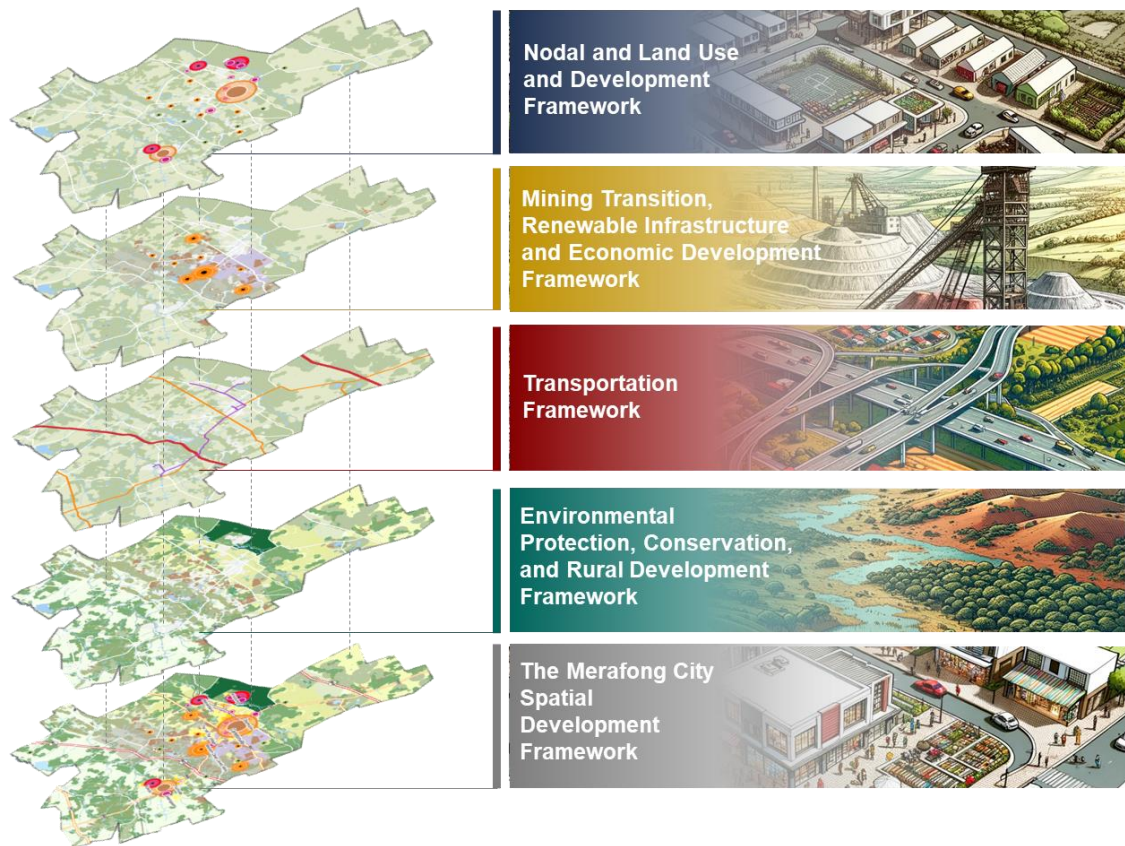 Nodal and Land Use
and Development
Framework
Mining Transition,
Renewable Infrastructure
and Economic Development
Framework
Transportation
Framework
Environmental
Protection, Conservation,
and Rural Development
Framework
The Merafong City
Spatial
Development
Framework